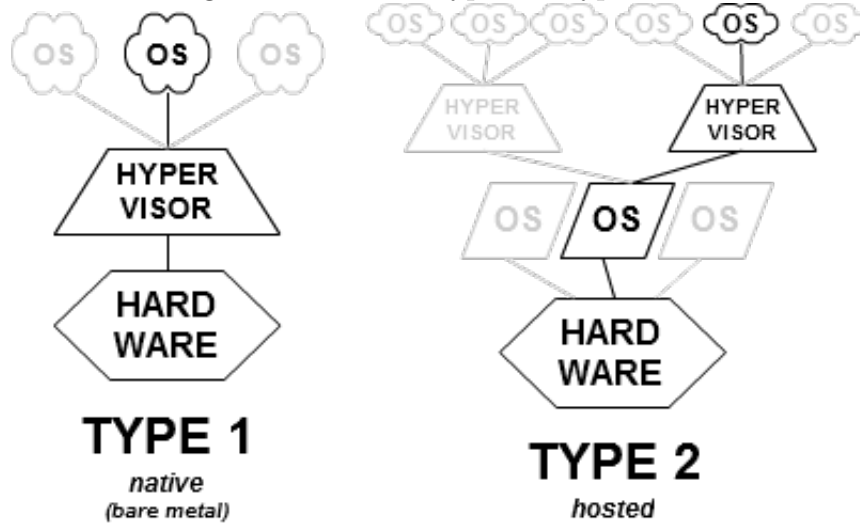 OS OS OS
HYPER
VISOR
HARD
WARE
TYPE 1
native
(bare metal)
OS OS OS OS OS OS
HYPER
VISOR
HYPER
VISOR
OS OS OS
HARD
WARE
TYPE 2
hosted